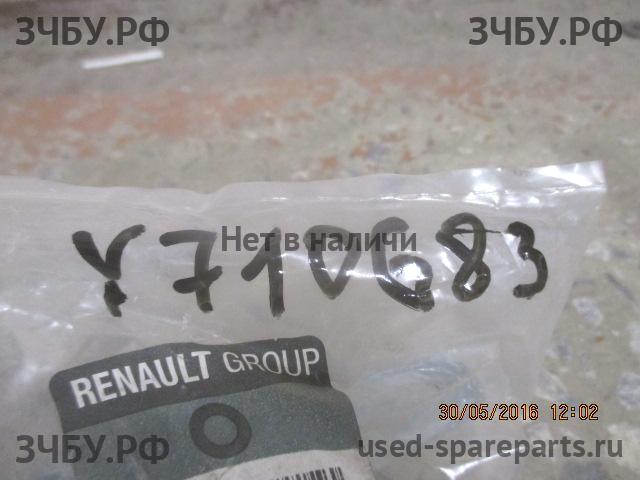 ЗЧБУ.РФ ЗЧБУ.РФ
Нет в наличи
Y710683
RENAULT GROUP
30/05/2016 12:02
ЗЧБУ.РФ used-spareparts.ru